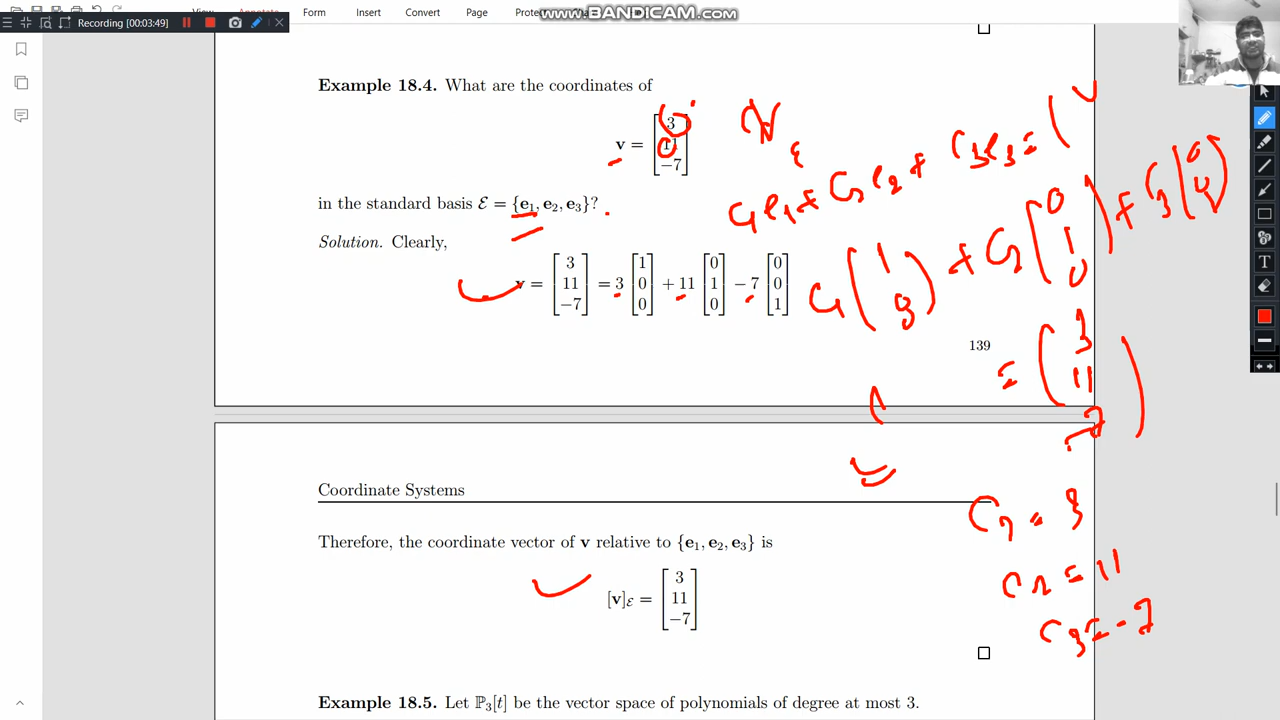 Form Insert Convert Page
www.BANDICAM.com
Recording [00:03:49]
Example 18.4. What are the coordinates of
v = [3 11 −7]
in the standard basis ℰ = {e₁, e₂, e₃}?
Solution. Clearly,
v = [3 11 −7] = 3 [1 0 0] + 11 [0 1 0] − 7 [0 0 1]
c₁e₁ + c₂e₂ + c₃e₃ = v
= (3 11 −7)
139
c₁ = 3
c₂ = 11
c₃ = -7
Coordinate Systems
Therefore, the coordinate vector of v relative to {e₁, e₂, e₃} is
[v]ℰ = [3 11 −7]
Example 18.5. Let ℙ₃[t] be the vector space of polynomials of degree at most 3.